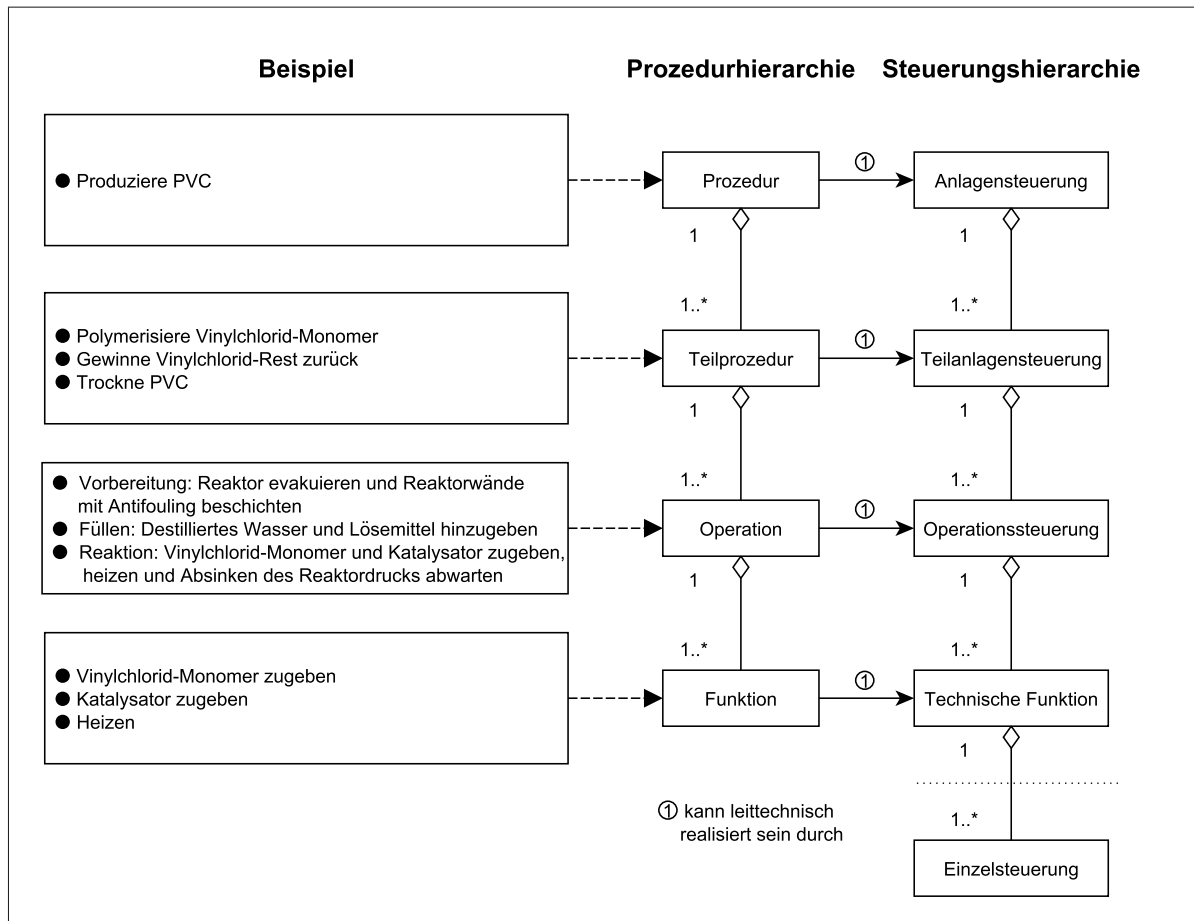 Beispiel
Prozedurhierarchie
Steuerungshierarchie
● Produziere PVC
Prozedur
①
Anlagensteuerung
1
1
1..*
1..*
● Polymerisiere Vinylchlorid-Monomer
● Gewinne Vinylchlorid-Rest zurück
● Trockne PVC
Teilprozedur
①
Teilanlagensteuerung
1
1
1..*
1..*
● Vorbereitung: Reaktor evakuieren und Reaktorwände
mit Antifouling beschichten
● Füllen: Destilliertes Wasser und Lösemittel hinzugeben
● Reaktion: Vinylchlorid-Monomer und Katalysator zugeben,
heizen und Absinken des Reaktordrucks abwarten
Operation
①
Operationssteuerung
1
1
1..*
1..*
● Vinylchlorid-Monomer zugeben
● Katalysator zugeben
● Heizen
Funktion
①
Technische Funktion
1
① kann leittechnisch
realisiert sein durch
1..*
Einzelsteuerung